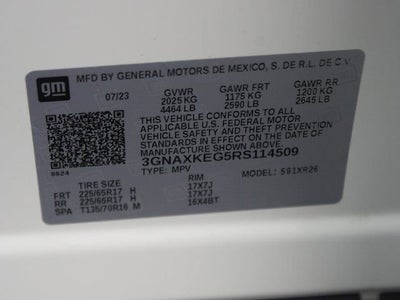 MFD BY GENERAL MOTORS DE MEXICO, S. DE R.L. DE C.V.
gm
07/23 GVWR GAWR FRT GAWR RR
2025 KG 1175 KG 1200 KG
4464 LB 2590 LB 2645 LB
THIS VEHICLE CONFORMS TO ALL
APPLICABLE U.S. FEDERAL MOTOR
VEHICLE SAFETY AND THEFT
PREVENTION STANDARDS IN
EFFECT ON THE DATE OF
MANUFACTURE SHOWN ABOVE.
3GNAXKEG5RS114509
0624 TYPE: MPV MODEL: S91XR26
TIRE SIZE RIM
FRT 225/65R17 H 17X7J
RR 225/65R17 H 17X7J
SPA T135/70R16 M 16X4BT